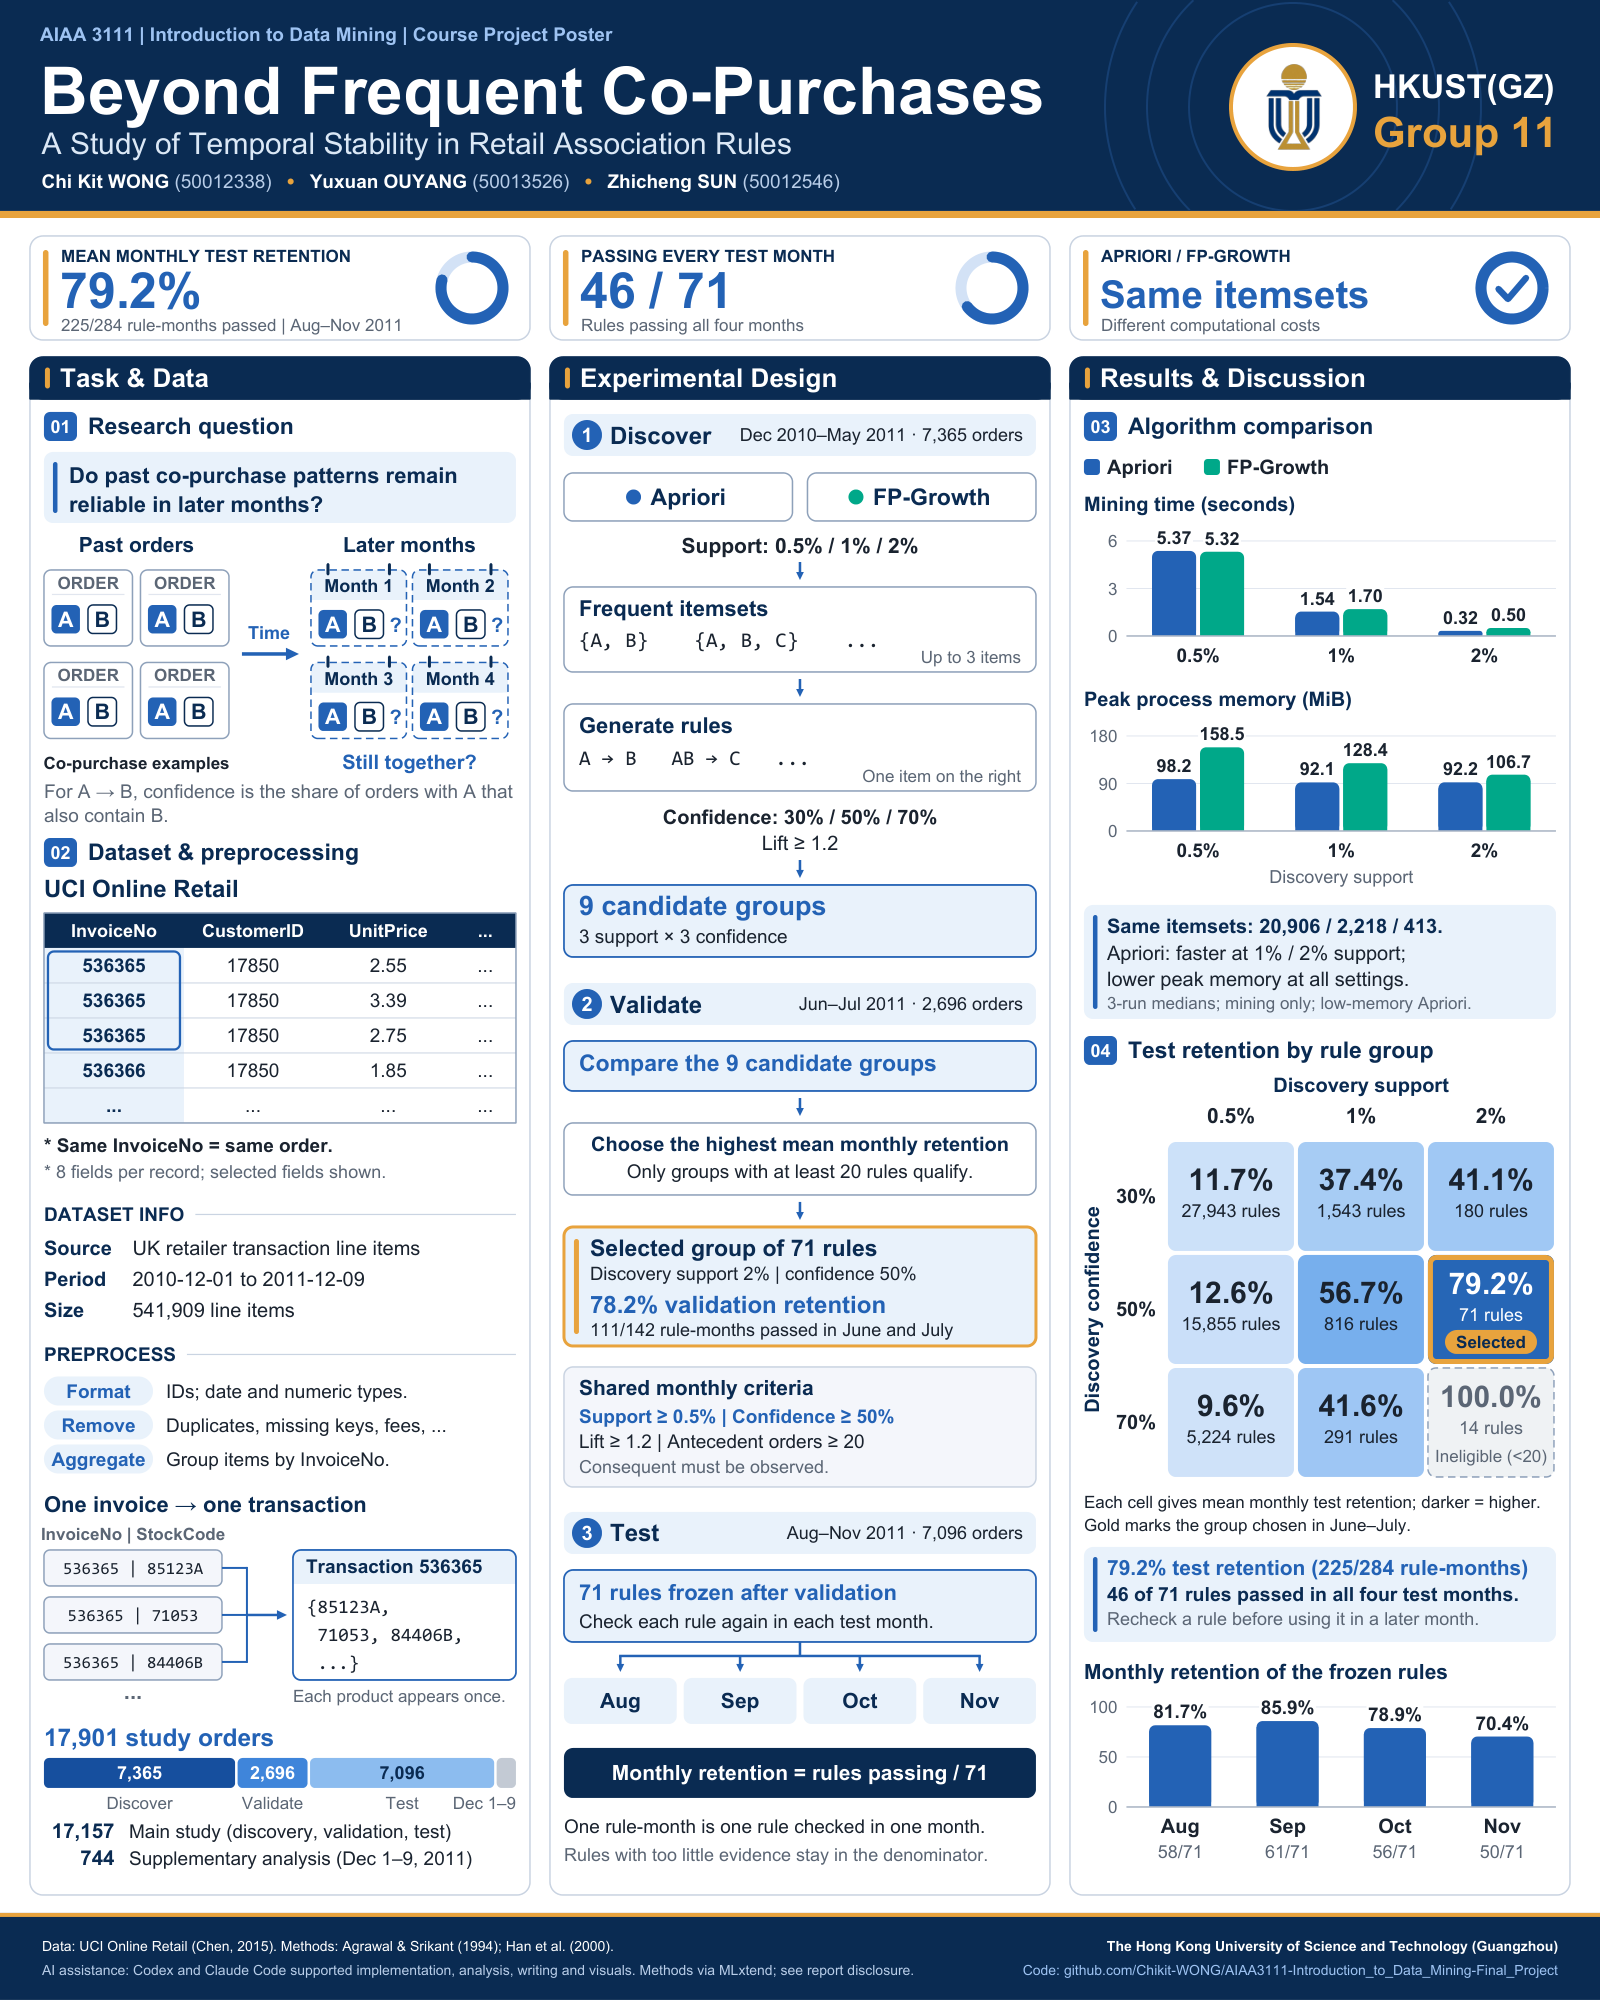 AIAA 3111 | Introduction to Data Mining | Course Project Poster
Beyond Frequent Co-Purchases
A Study of Temporal Stability in Retail Association Rules
Chi Kit WONG (50012338) • Yuxuan OUYANG (50013526) • Zhicheng SUN (50012546)
HKUST(GZ)
Group 11
MEAN MONTHLY TEST RETENTION
79.2%
225/284 rule-months passed | Aug–Nov 2011
PASSING EVERY TEST MONTH
46 / 71
Rules passing all four months
APRIORI / FP-GROWTH
Same itemsets
Different computational costs
Task & Data
01 Research question
Do past co-purchase patterns remain
reliable in later months?
Past orders
Later months
ORDER ORDER
A B A B
Month 1 Month 2
A B ? A B ?
Time
ORDER ORDER
A B A B
Month 3 Month 4
A B ? A B ?
Co-purchase examples
Still together?
For A → B, confidence is the share of orders with A that
also contain B.
02 Dataset & preprocessing
UCI Online Retail
InvoiceNo CustomerID UnitPrice ...
536365 17850 2.55 ...
536365 17850 3.39 ...
536365 17850 2.75 ...
536366 17850 1.85 ...
... ... ... ...
* Same InvoiceNo = same order.
* 8 fields per record; selected fields shown.
DATASET INFO
Source UK retailer transaction line items
Period 2010-12-01 to 2011-12-09
Size 541,909 line items
PREPROCESS
Format IDs; date and numeric types.
Remove Duplicates, missing keys, fees, ...
Aggregate Group items by InvoiceNo.
One invoice → one transaction
InvoiceNo | StockCode
536365 | 85123A
536365 | 71053
536365 | 84406B
...
Transaction 536365
{85123A,
71053, 84406B,
...}
Each product appears once.
17,901 study orders
7,365 2,696 7,096
Discover Validate Test Dec 1–9
17,157 Main study (discovery, validation, test)
744 Supplementary analysis (Dec 1–9, 2011)
Experimental Design
1 Discover Dec 2010–May 2011 · 7,365 orders
Apriori FP-Growth
Support: 0.5% / 1% / 2%
Frequent itemsets
{A, B} {A, B, C} ...
Up to 3 items
Generate rules
A → B AB → C ...
One item on the right
Confidence: 30% / 50% / 70%
Lift ≥ 1.2
9 candidate groups
3 support × 3 confidence
2 Validate Jun–Jul 2011 · 2,696 orders
Compare the 9 candidate groups
Choose the highest mean monthly retention
Only groups with at least 20 rules qualify.
Selected group of 71 rules
Discovery support 2% | confidence 50%
78.2% validation retention
111/142 rule-months passed in June and July
Shared monthly criteria
Support ≥ 0.5% | Confidence ≥ 50%
Lift ≥ 1.2 | Antecedent orders ≥ 20
Consequent must be observed.
3 Test Aug–Nov 2011 · 7,096 orders
71 rules frozen after validation
Check each rule again in each test month.
Aug Sep Oct Nov
Monthly retention = rules passing / 71
One rule-month is one rule checked in one month.
Rules with too little evidence stay in the denominator.
Results & Discussion
03 Algorithm comparison
Apriori FP-Growth
Mining time (seconds)
6
3
0
5.37 5.32
1.54 1.70
0.32 0.50
0.5% 1% 2%
Peak process memory (MiB)
180
90
0
98.2 158.5
92.1 128.4
92.2 106.7
0.5% 1% 2%
Discovery support
Same itemsets: 20,906 / 2,218 / 413.
Apriori: faster at 1% / 2% support;
lower peak memory at all settings.
3-run medians; mining only; low-memory Apriori.
04 Test retention by rule group
Discovery support
0.5% 1% 2%
Discovery confidence
30%
11.7% 37.4% 41.1%
27,943 rules 1,543 rules 180 rules
50%
12.6% 56.7% 79.2%
15,855 rules 816 rules 71 rules
Selected
70%
9.6% 41.6% 100.0%
5,224 rules 291 rules 14 rules
Ineligible (<20)
Each cell gives mean monthly test retention; darker = higher.
Gold marks the group chosen in June–July.
79.2% test retention (225/284 rule-months)
46 of 71 rules passed in all four test months.
Recheck a rule before using it in a later month.
Monthly retention of the frozen rules
100
50
0
81.7% 85.9% 78.9% 70.4%
Aug Sep Oct Nov
58/71 61/71 56/71 50/71
Data: UCI Online Retail (Chen, 2015). Methods: Agrawal & Srikant (1994); Han et al. (2000).
AI assistance: Codex and Claude Code supported implementation, analysis, writing and visuals. Methods via MLxtend; see report disclosure.
The Hong Kong University of Science and Technology (Guangzhou)
Code: github.com/Chikit-WONG/AIAA3111-Introduction_to_Data_Mining-Final_Project